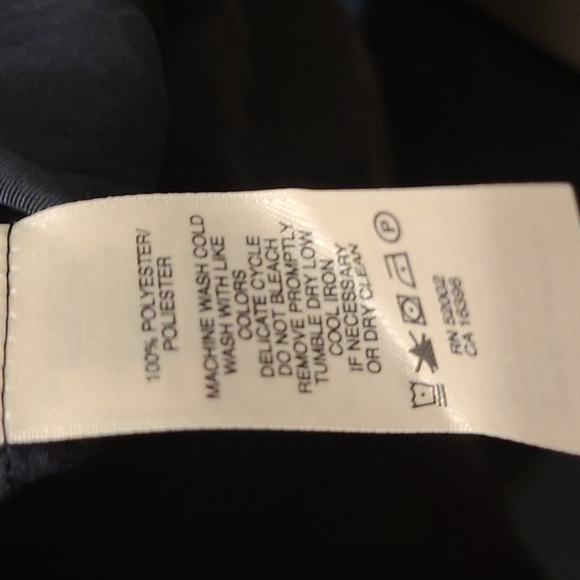 100% POLYESTER/
POLIESTER
MACHINE WASH COLD
WASH WITH LIKE
COLORS
DELICATE CYCLE
DO NOT BLEACH
REMOVE PROMPTLY
TUMBLE DRY LOW
COOL IRON
IF NECESSARY
OR DRY CLEAN
P
RN 52002
CA 16696